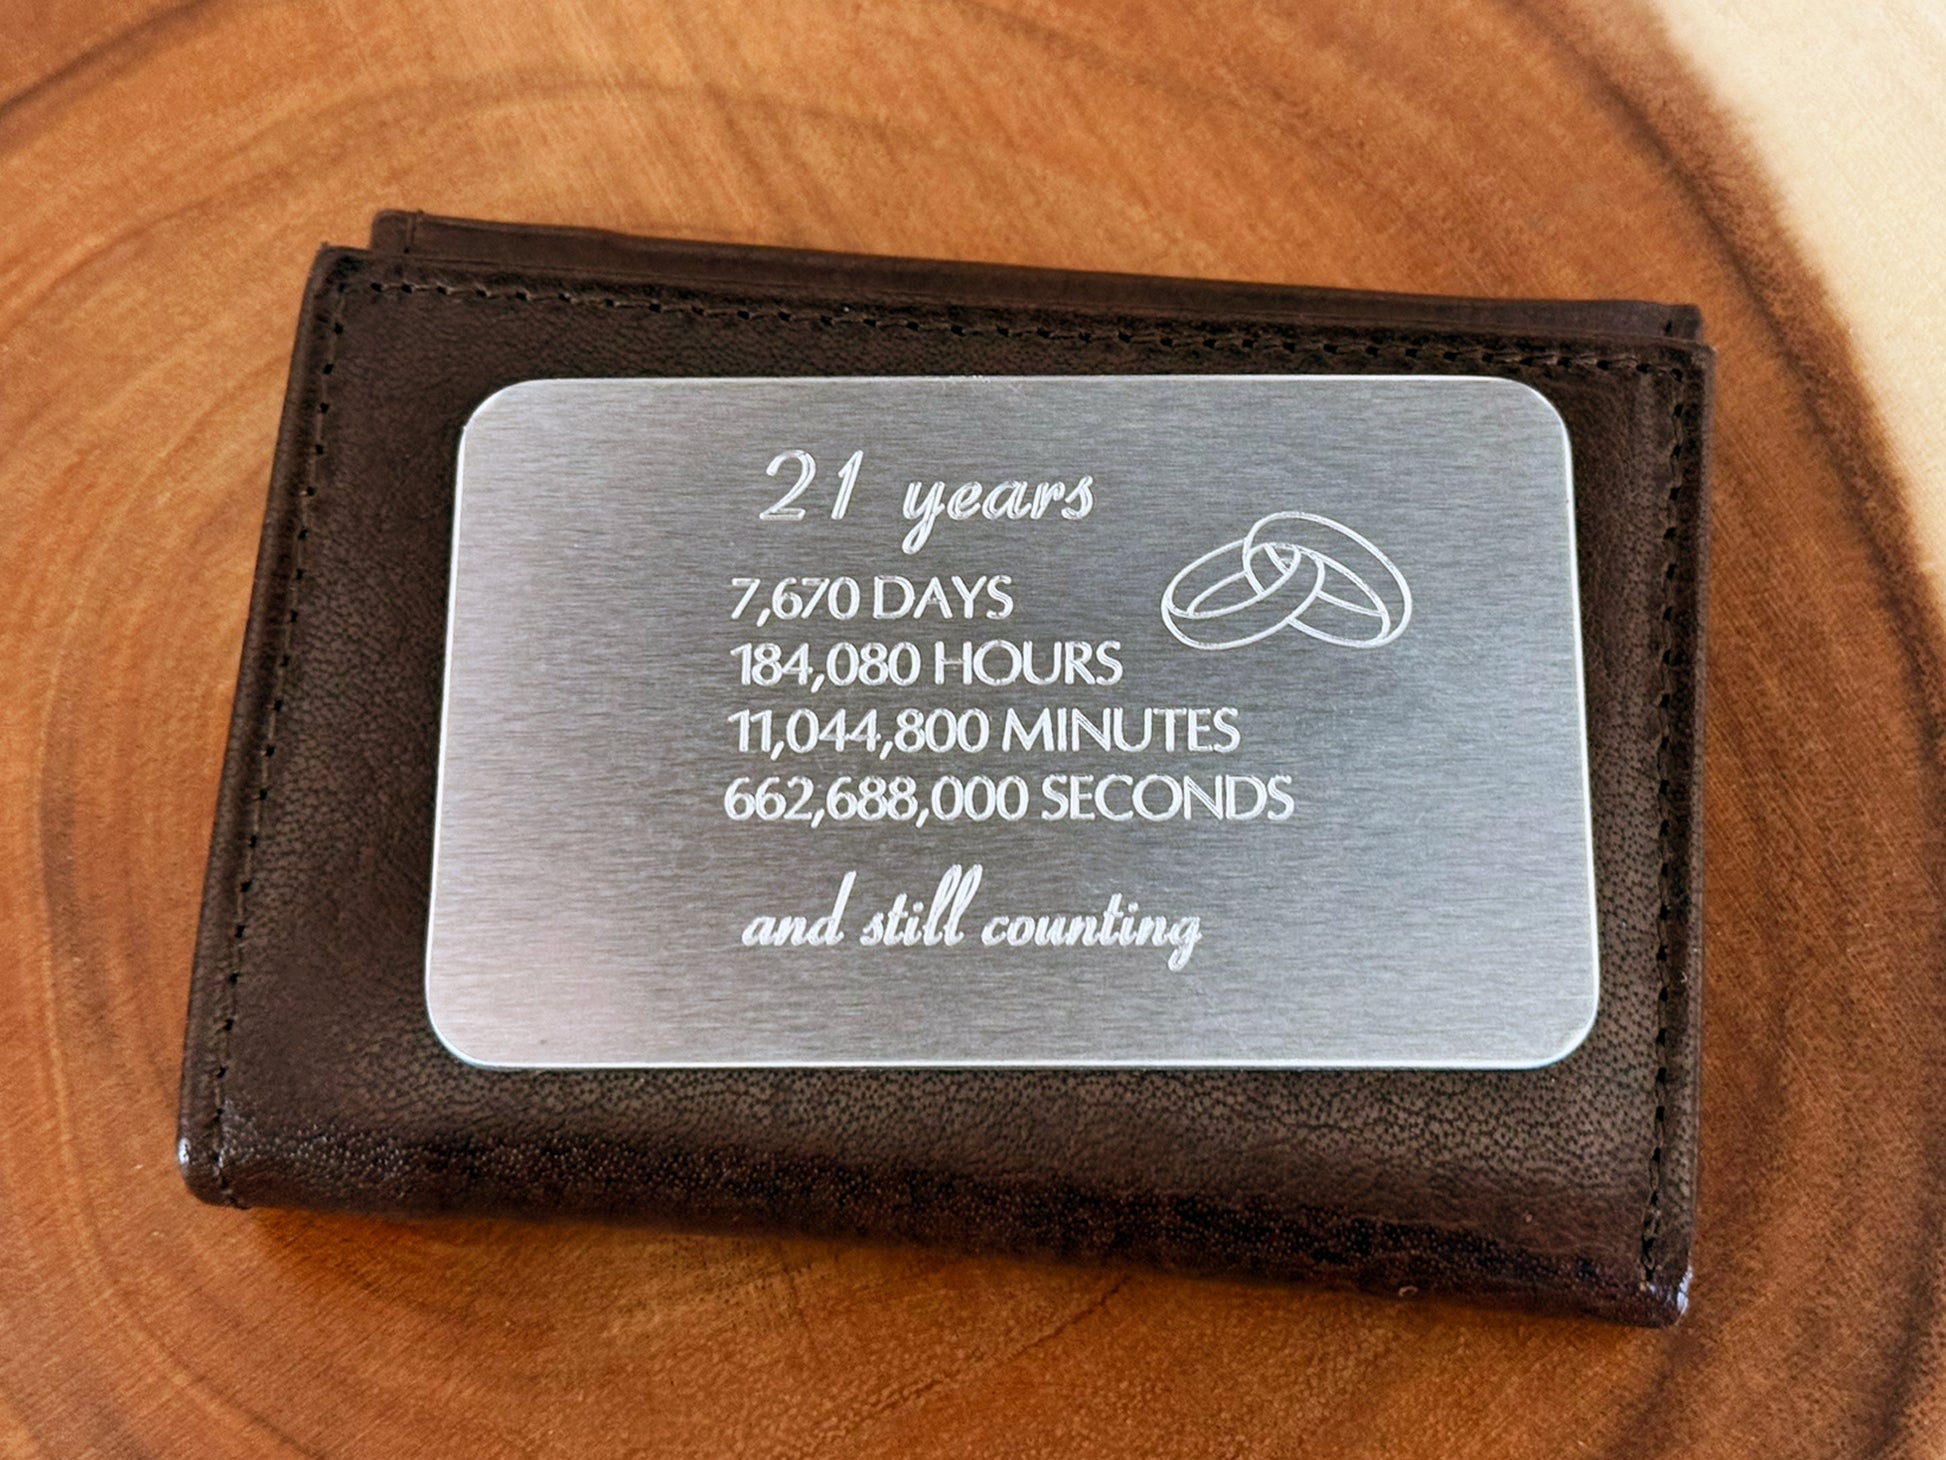 21 years
7,670 DAYS
184,080 HOURS
11,044,800 MINUTES
662,688,000 SECONDS
and still counting